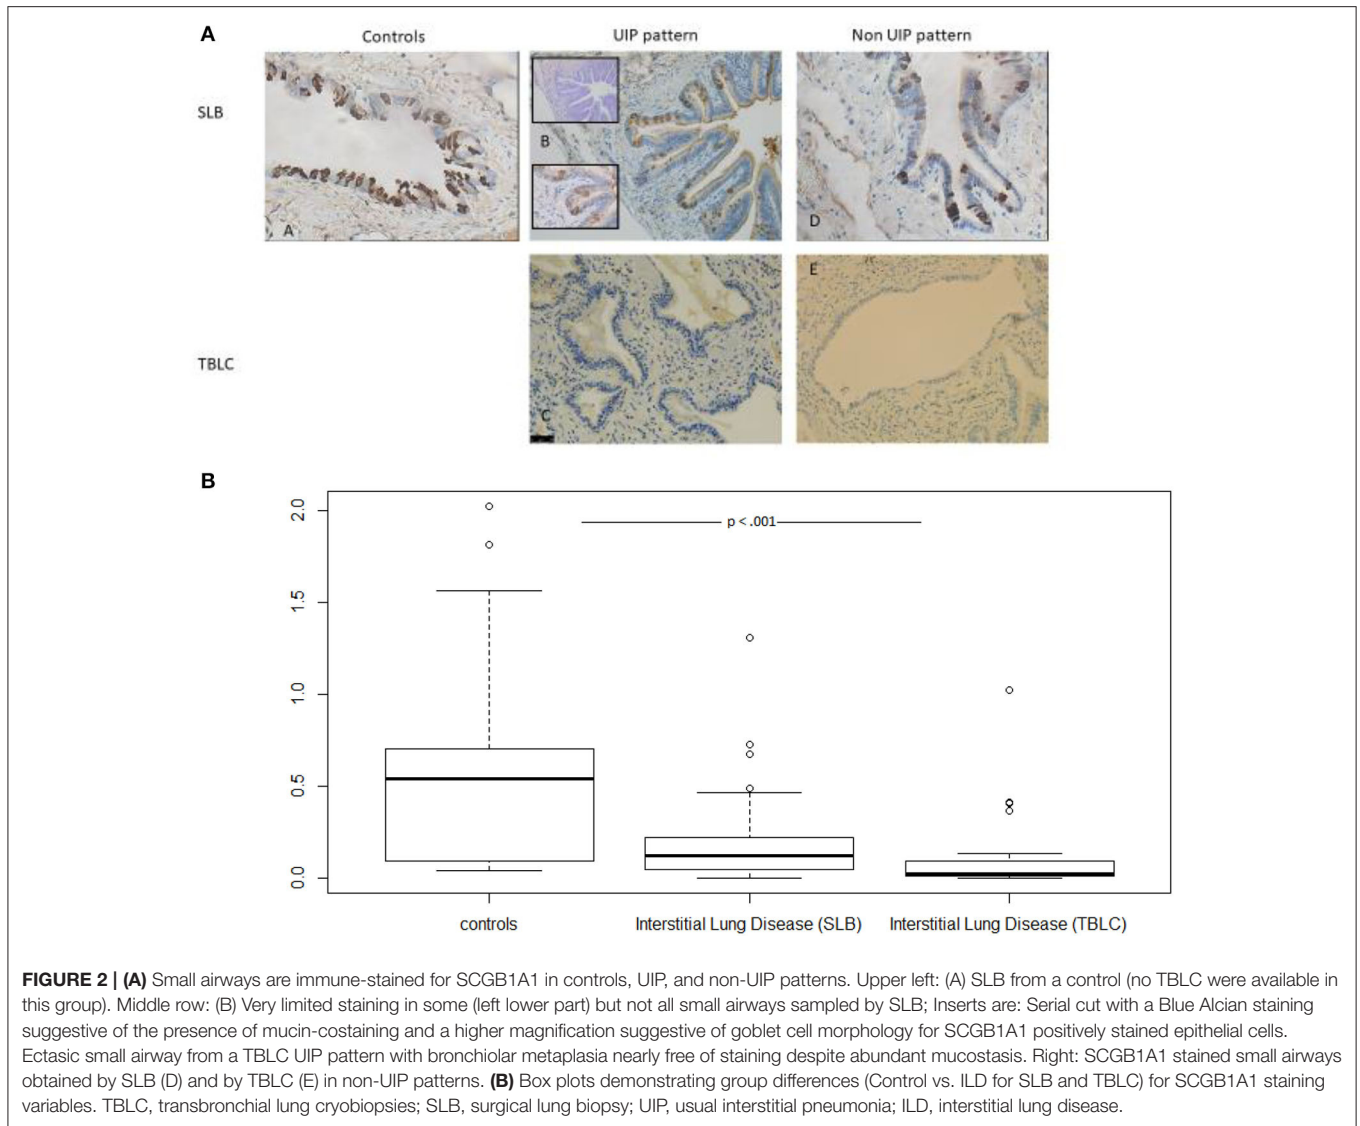 A
Controls
UIP pattern
Non UIP pattern
SLB
A
B
D
TBLC
C
E
B
2.0
1.5
1.0
0.5
0.0
p < .001
controls
Interstitial Lung Disease (SLB)
Interstitial Lung Disease (TBLC)
FIGURE 2 | (A) Small airways are immune-stained for SCGB1A1 in controls, UIP, and non-UIP patterns. Upper left: (A) SLB from a control (no TBLC were available in
this group). Middle row: (B) Very limited staining in some (left lower part) but not all small airways sampled by SLB; Inserts are: Serial cut with a Blue Alcian staining
suggestive of the presence of mucin-costaining and a higher magnification suggestive of goblet cell morphology for SCGB1A1 positively stained epithelial cells.
Ectasic small airway from a TBLC UIP pattern with bronchiolar metaplasia nearly free of staining despite abundant mucostasis. Right: SCGB1A1 stained small airways
obtained by SLB (D) and by TBLC (E) in non-UIP patterns. (B) Box plots demonstrating group differences (Control vs. ILD for SLB and TBLC) for SCGB1A1 staining
variables. TBLC, transbronchial lung cryobiopsies; SLB, surgical lung biopsy; UIP, usual interstitial pneumonia; ILD, interstitial lung disease.